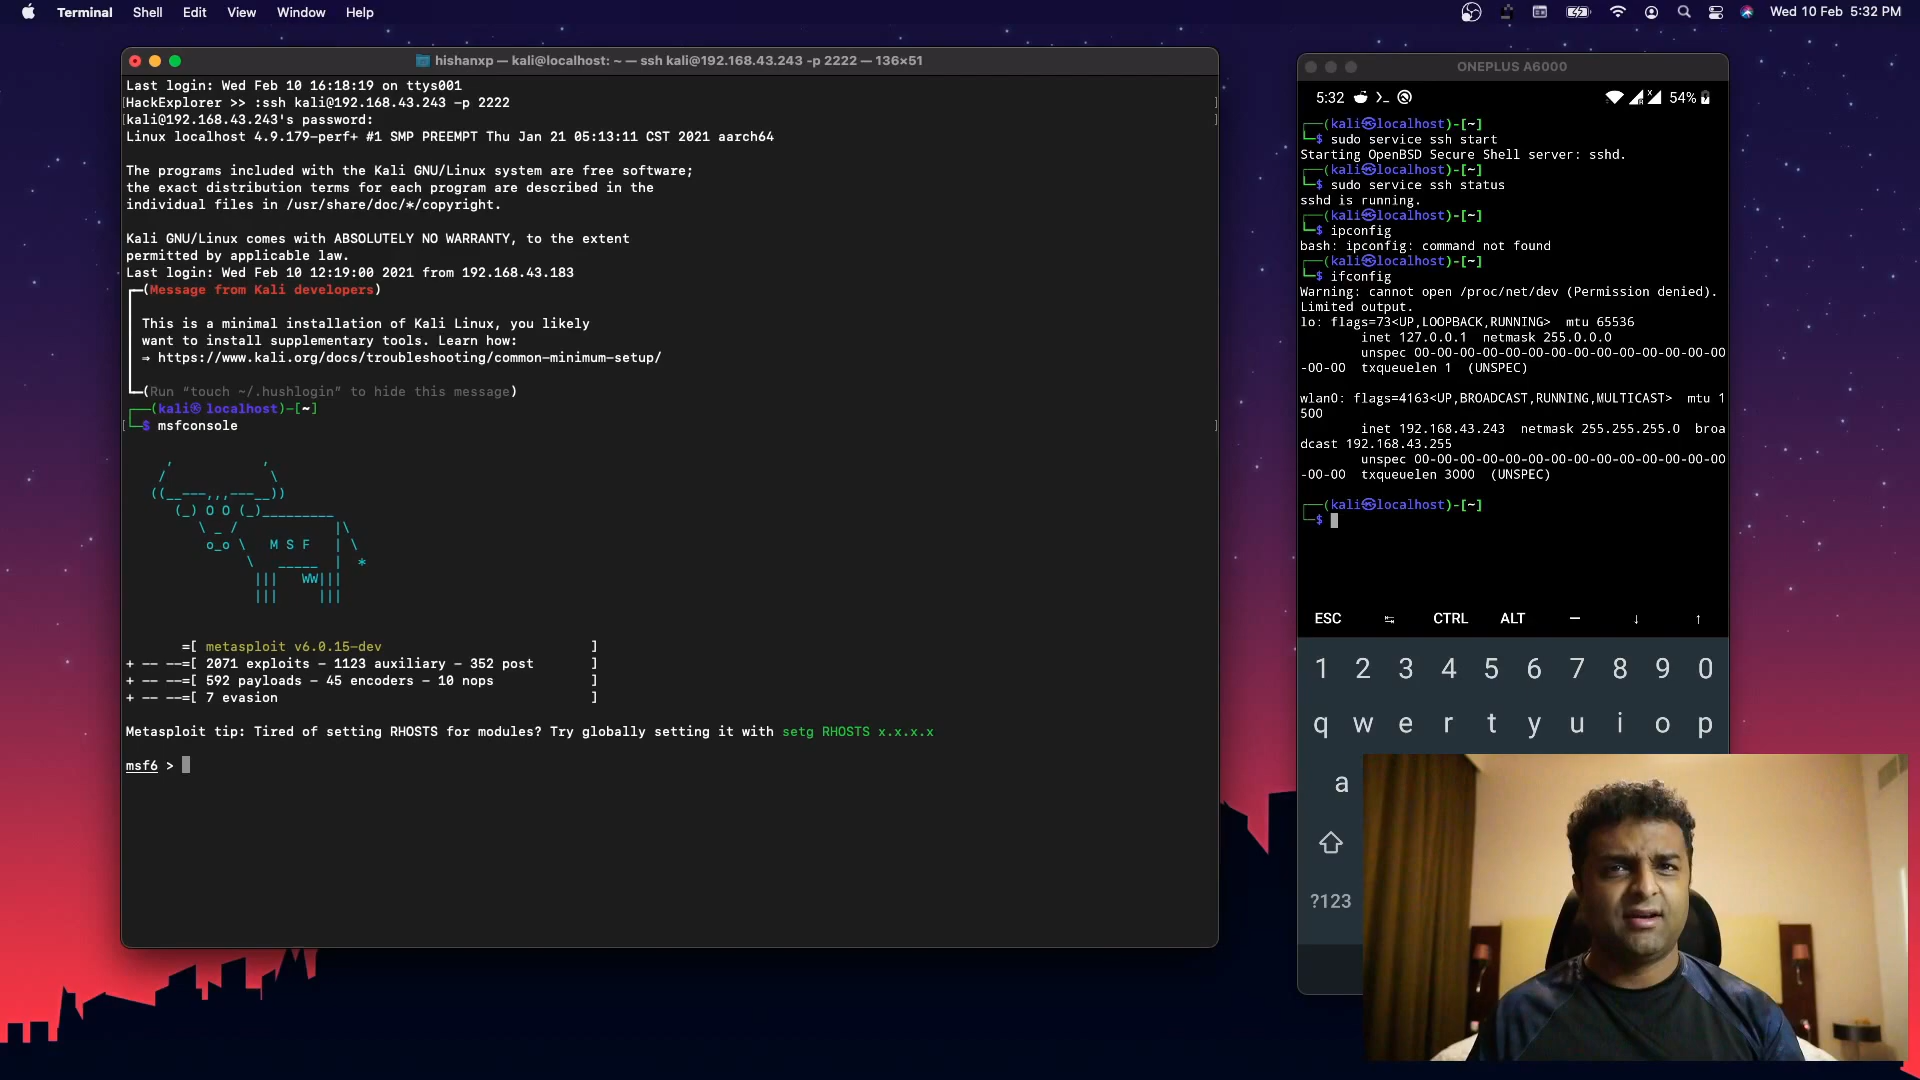 Terminal Shell Edit View Window Help
Wed 10 Feb 5:32 PM
hishanxp — kali@localhost: ~ — ssh kali@192.168.43.243 -p 2222 — 136×51
Last login: Wed Feb 10 16:18:19 on ttys001
[HackExplorer >> :ssh kali@192.168.43.243 -p 2222 ]
[kali@192.168.43.243's password: ]
Linux localhost 4.9.179-perf+ #1 SMP PREEMPT Thu Jan 21 05:13:11 CST 2021 aarch64
The programs included with the Kali GNU/Linux system are free software;
the exact distribution terms for each program are described in the
individual files in /usr/share/doc/*/copyright.
Kali GNU/Linux comes with ABSOLUTELY NO WARRANTY, to the extent
permitted by applicable law.
Last login: Wed Feb 10 12:19:00 2021 from 192.168.43.183
┏━(Message from Kali developers)
┃
┃ This is a minimal installation of Kali Linux, you likely
┃ want to install supplementary tools. Learn how:
┃ ⇒ https://www.kali.org/docs/troubleshooting/common-minimum-setup/
┃
┗━(Run “touch ~/.hushlogin” to hide this message)
┌──(kali㉿localhost)-[~]
[└─$ msfconsole ]
     ,           ,
    /             \
   ((__---,,,---__))
      (_) O O (_)_________
         \ _ /            |\
          o_o \   M S F   | \
               \   _____  |  *
                |||   WW|||
                |||     |||
       =[ metasploit v6.0.15-dev                          ]
+ -- --=[ 2071 exploits - 1123 auxiliary - 352 post       ]
+ -- --=[ 592 payloads - 45 encoders - 10 nops            ]
+ -- --=[ 7 evasion                                       ]
Metasploit tip: Tired of setting RHOSTS for modules? Try globally setting it with setg RHOSTS x.x.x.x
msf6 >
ONEPLUS A6000
5:32 >_ 54%
┌──(kali㉿localhost)-[~]
└─$ sudo service ssh start
Starting OpenBSD Secure Shell server: sshd.
┌──(kali㉿localhost)-[~]
└─$ sudo service ssh status
sshd is running.
┌──(kali㉿localhost)-[~]
└─$ ipconfig
bash: ipconfig: command not found
┌──(kali㉿localhost)-[~]
└─$ ifconfig
Warning: cannot open /proc/net/dev (Permission denied).
Limited output.
lo: flags=73<UP,LOOPBACK,RUNNING>  mtu 65536
        inet 127.0.0.1  netmask 255.0.0.0
        unspec 00-00-00-00-00-00-00-00-00-00-00-00-00-00
-00-00  txqueuelen 1  (UNSPEC)
wlan0: flags=4163<UP,BROADCAST,RUNNING,MULTICAST>  mtu 1
500
        inet 192.168.43.243  netmask 255.255.255.0  broa
dcast 192.168.43.255
        unspec 00-00-00-00-00-00-00-00-00-00-00-00-00-00
-00-00  txqueuelen 3000  (UNSPEC)
┌──(kali㉿localhost)-[~]
└─$
ESC ⇆ CTRL ALT — ↓ ↑
1 2 3 4 5 6 7 8 9 0
q w e r t y u i o p
a
?123